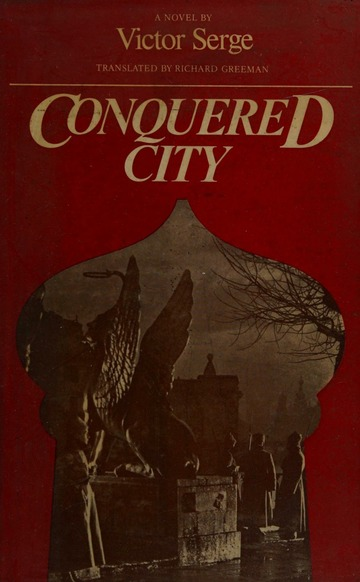 A NOVEL BY
Victor Serge
TRANSLATED BY RICHARD GREEMAN
CONQUERED
CITY